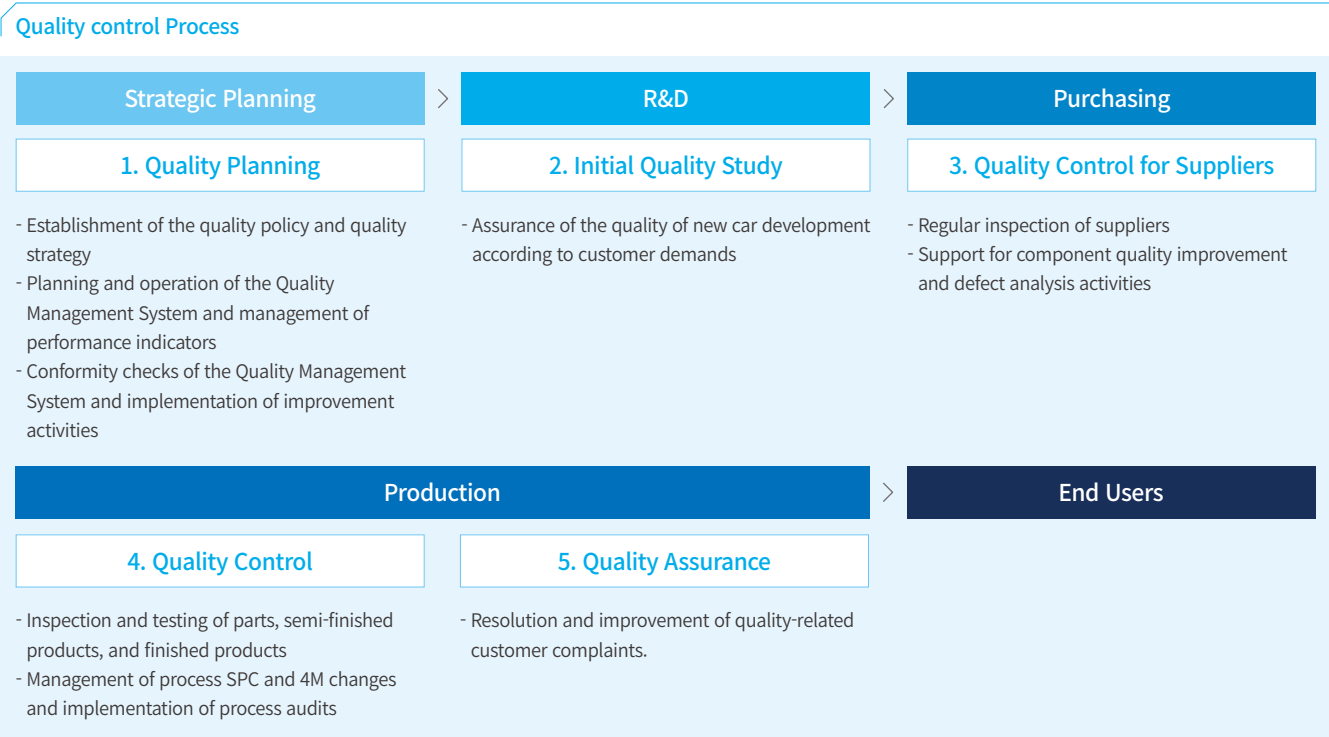 Quality control Process
Strategic Planning
R&D
Purchasing
1. Quality Planning
2. Initial Quality Study
3. Quality Control for Suppliers
- Establishment of the quality policy and quality
strategy
- Planning and operation of the Quality
Management System and management of
performance indicators
- Conformity checks of the Quality Management
System and implementation of improvement
activities
- Assurance of the quality of new car development
according to customer demands
- Regular inspection of suppliers
- Support for component quality improvement
and defect analysis activities
Production
End Users
4. Quality Control
5. Quality Assurance
- Inspection and testing of parts, semi-finished
products, and finished products
- Management of process SPC and 4M changes
and implementation of process audits
- Resolution and improvement of quality-related
customer complaints.